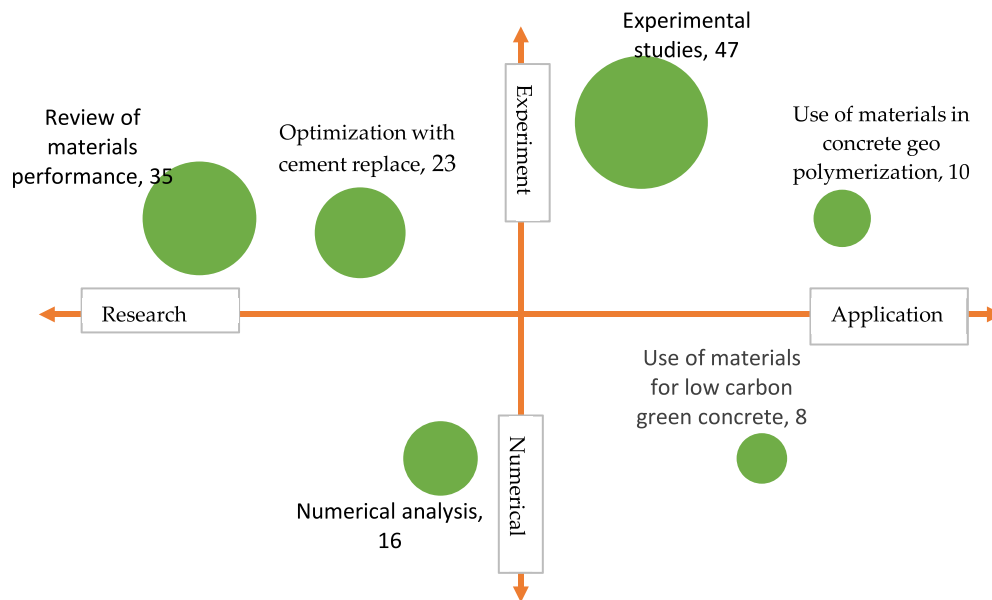 Experimental
studies, 47
Review of
materials
performance, 35
Optimization with
cement replace, 23
Experiment
Use of materials in
concrete geo
polymerization, 10
Research
Application
Use of materials
for low carbon
green concrete, 8
Numerical
Numerical analysis,
16